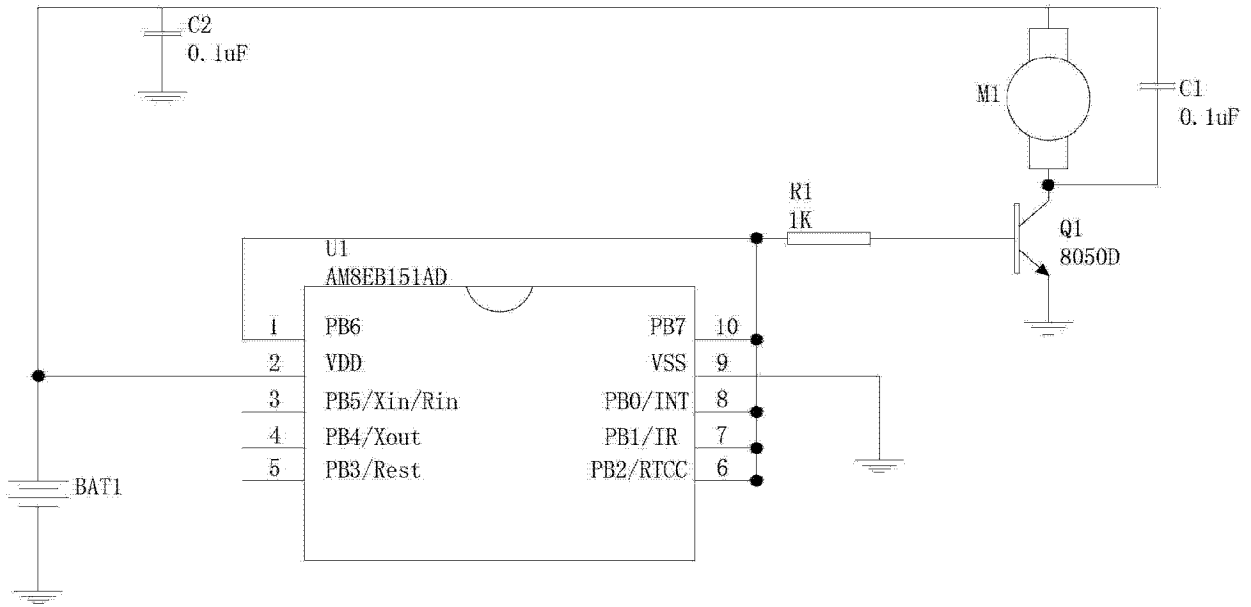 C2
0.1uF
M1
C1
0.1uF
R1
1K
Q1
8050D
U1
AM8EB151AD
1 PB6 PB7 10
2 VDD VSS 9
3 PB5/Xin/Rin PB0/INT 8
4 PB4/Xout PB1/IR 7
5 PB3/Rest PB2/RTCC 6
BAT1